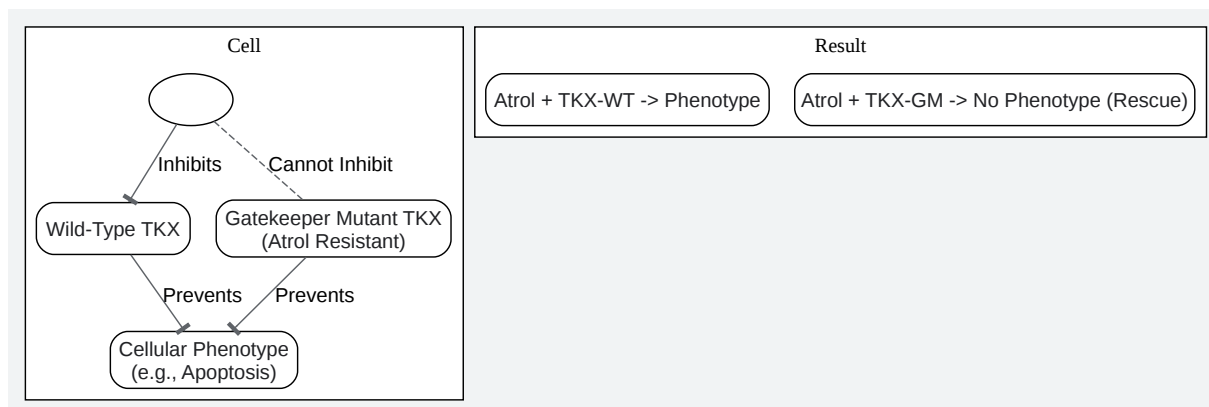 Cell
Inhibits
Cannot Inhibit
Wild-Type TKX
Gatekeeper Mutant TKX
(Atrol Resistant)
Prevents
Prevents
Cellular Phenotype
(e.g., Apoptosis)
Result
Atrol + TKX-WT -> Phenotype
Atrol + TKX-GM -> No Phenotype (Rescue)